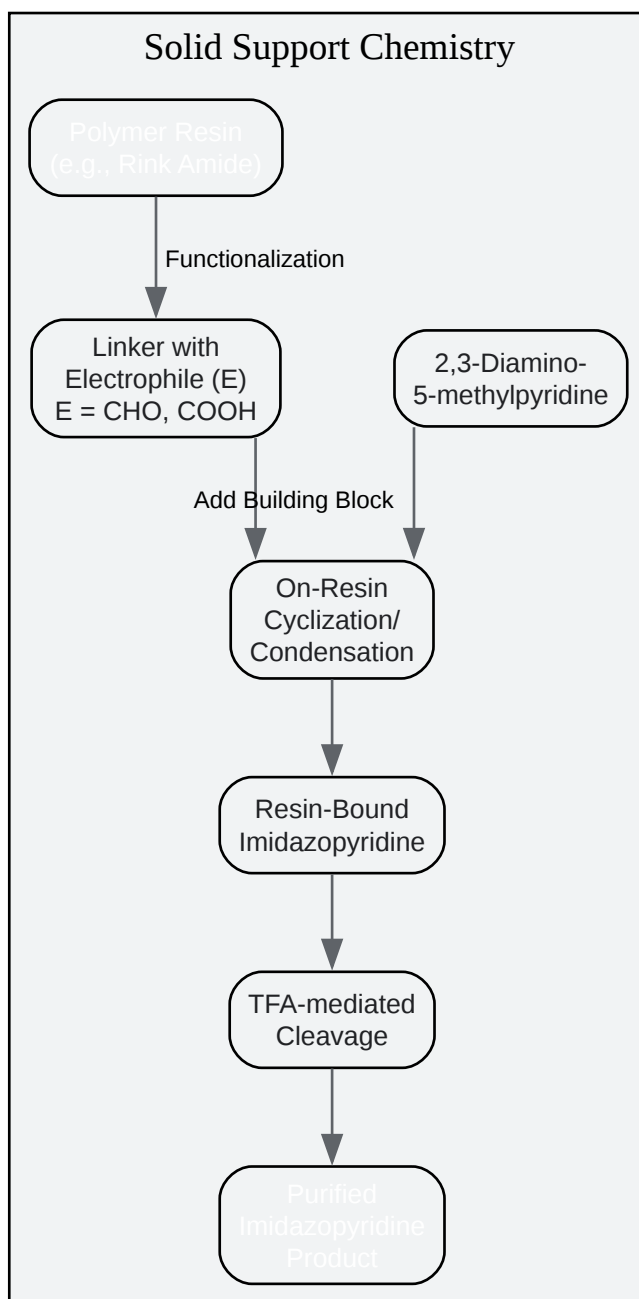 Solid Support Chemistry
Polymer Resin
(e.g., Rink Amide)
Functionalization
Linker with
Electrophile (E)
E = CHO, COOH
2,3-Diamino-
5-methylpyridine
Add Building Block
On-Resin
Cyclization/
Condensation
Resin-Bound
Imidazopyridine
TFA-mediated
Cleavage
Purified
Imidazopyridine
Product